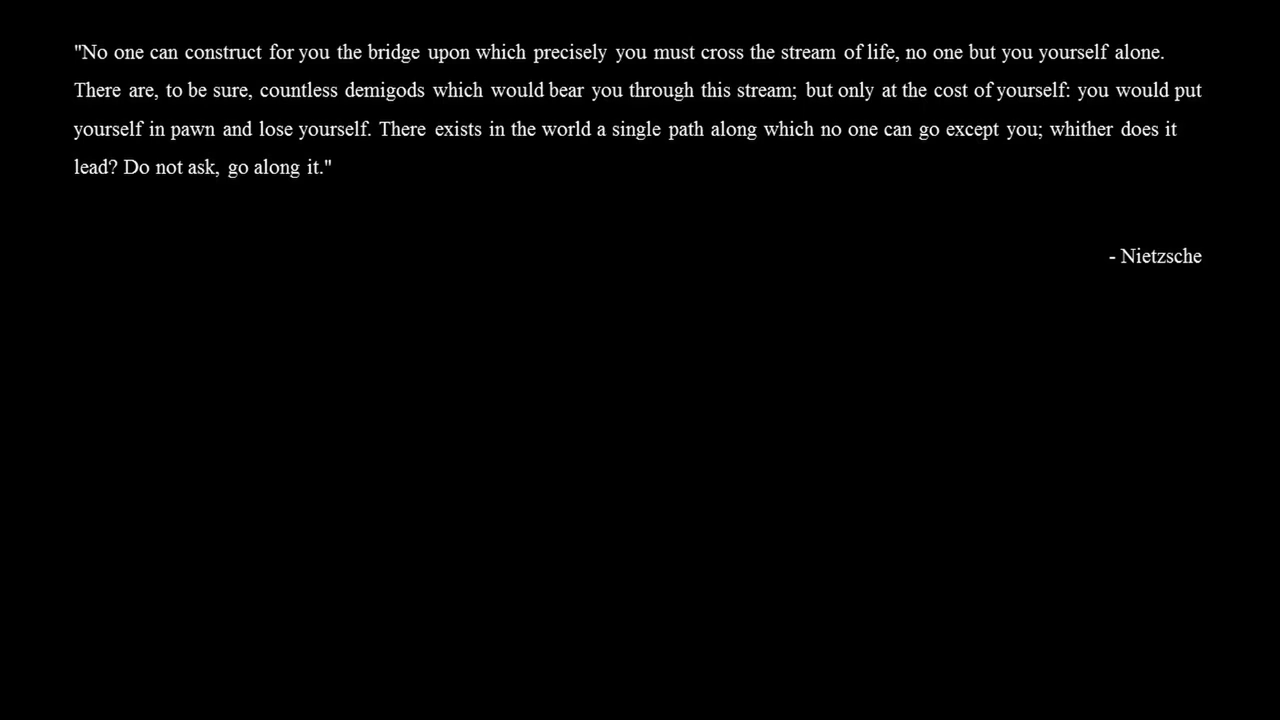 "No one can construct for you the bridge upon which precisely you must cross the stream of life, no one but you yourself alone.
There are, to be sure, countless demigods which would bear you through this stream; but only at the cost of yourself: you would put
yourself in pawn and lose yourself. There exists in the world a single path along which no one can go except you; whither does it
lead? Do not ask, go along it."
- Nietzsche